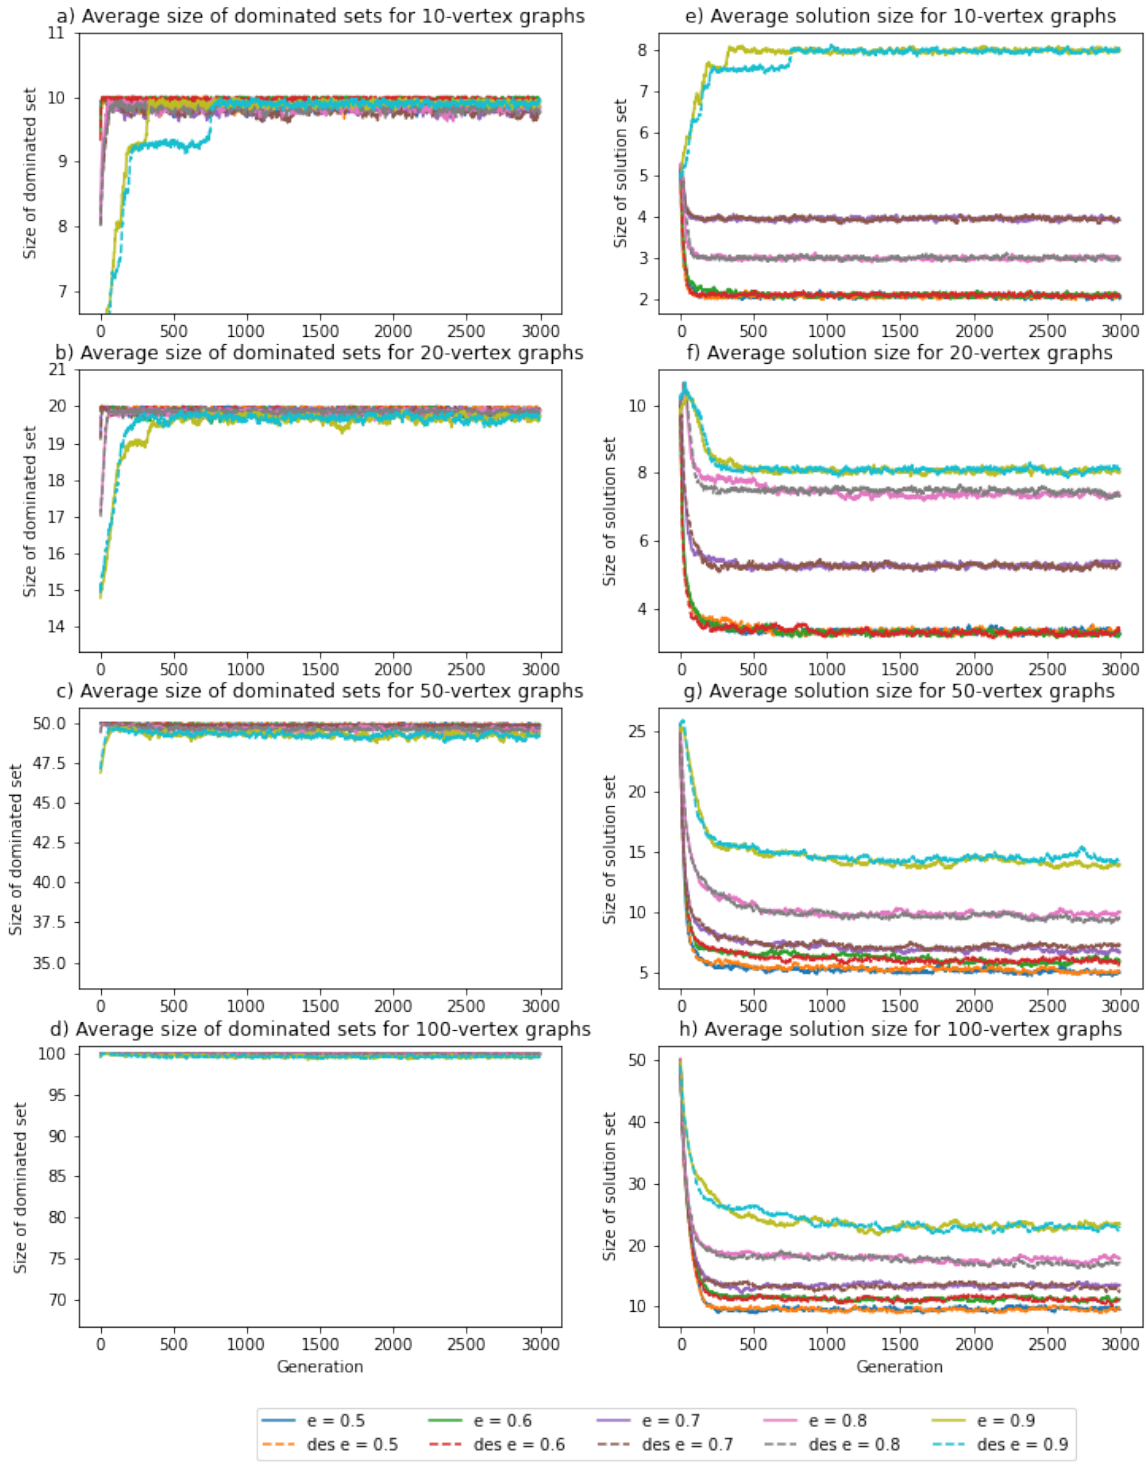 a) Average size of dominated sets for 10-vertex graphs
11
10
9
8
7
Size of dominated set
0 500 1000 1500 2000 2500 3000
e) Average solution size for 10-vertex graphs
8
7
6
5
4
3
2
Size of solution set
0 500 1000 1500 2000 2500 3000
b) Average size of dominated sets for 20-vertex graphs
21
20
19
18
17
16
15
14
Size of dominated set
0 500 1000 1500 2000 2500 3000
f) Average solution size for 20-vertex graphs
10
8
6
4
Size of solution set
0 500 1000 1500 2000 2500 3000
c) Average size of dominated sets for 50-vertex graphs
50.0
47.5
45.0
42.5
40.0
37.5
35.0
Size of dominated set
0 500 1000 1500 2000 2500 3000
g) Average solution size for 50-vertex graphs
25
20
15
10
5
Size of solution set
0 500 1000 1500 2000 2500 3000
d) Average size of dominated sets for 100-vertex graphs
100
95
90
85
80
75
70
Size of dominated set
0 500 1000 1500 2000 2500 3000
Generation
h) Average solution size for 100-vertex graphs
50
40
30
20
10
Size of solution set
0 500 1000 1500 2000 2500 3000
Generation
e = 0.5 e = 0.6 e = 0.7 e = 0.8 e = 0.9
des e = 0.5 des e = 0.6 des e = 0.7 des e = 0.8 des e = 0.9